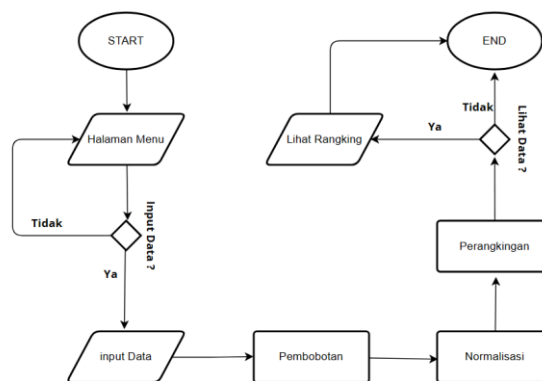 START
Halaman Menu
Input Data ?
Tidak
Ya
input Data
Pembobotan
Normalisasi
Perangkingan
Lihat Data ?
Ya
Tidak
Lihat Rangking
END